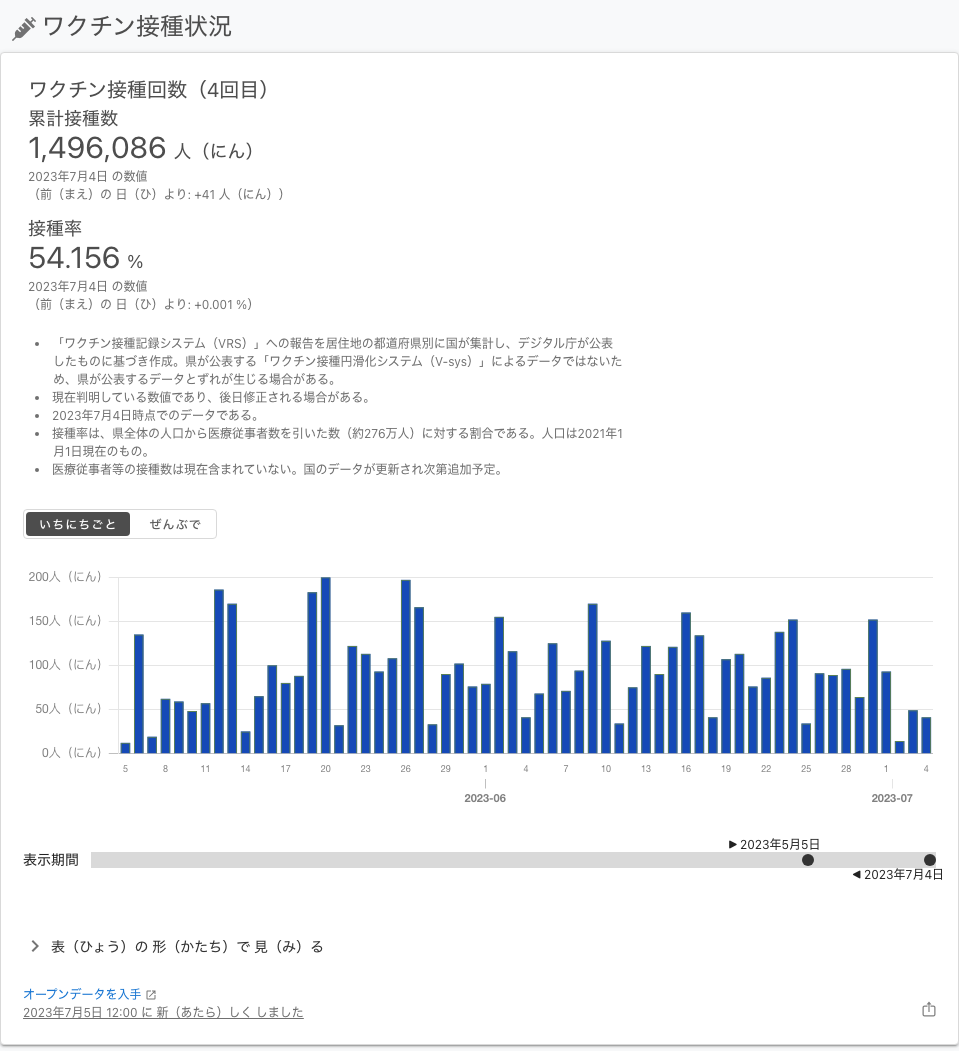 ワクチン接種状況
ワクチン接種回数（4回目）
累計接種数
1,496,086 人（にん）
2023年7月4日 の数値
（前（まえ）の 日（ひ）より: +41 人（にん））
接種率
54.156 %
2023年7月4日 の数値
（前（まえ）の 日（ひ）より: +0.001 %）
• 「ワクチン接種記録システム（VRS）」への報告を居住地の都道府県別に国が集計し、デジタル庁が公表
したものに基づき作成。県が公表する「ワクチン接種円滑化システム（V-sys）」によるデータではないた
め、県が公表するデータとずれが生じる場合がある。
• 現在判明している数値であり、後日修正される場合がある。
• 2023年7月4日時点でのデータである。
• 接種率は、県全体の人口から医療従事者数を引いた数（約276万人）に対する割合である。人口は2021年1
月1日現在のもの。
• 医療従事者等の接種数は現在含まれていない。国のデータが更新され次第追加予定。
いちにちごと ぜんぶで
200人（にん）
150人（にん）
100人（にん）
50人（にん）
0人（にん）
5 8 11 14 17 20 23 26 29 1 4 7 10 13 16 19 22 25 28 1 4
2023-06 2023-07
▶ 2023年5月5日
表示期間
◀ 2023年7月4日
表（ひょう）の 形（かたち）で 見（み）る
オープンデータを入手
2023年7月5日 12:00 に 新（あたら）しく しました